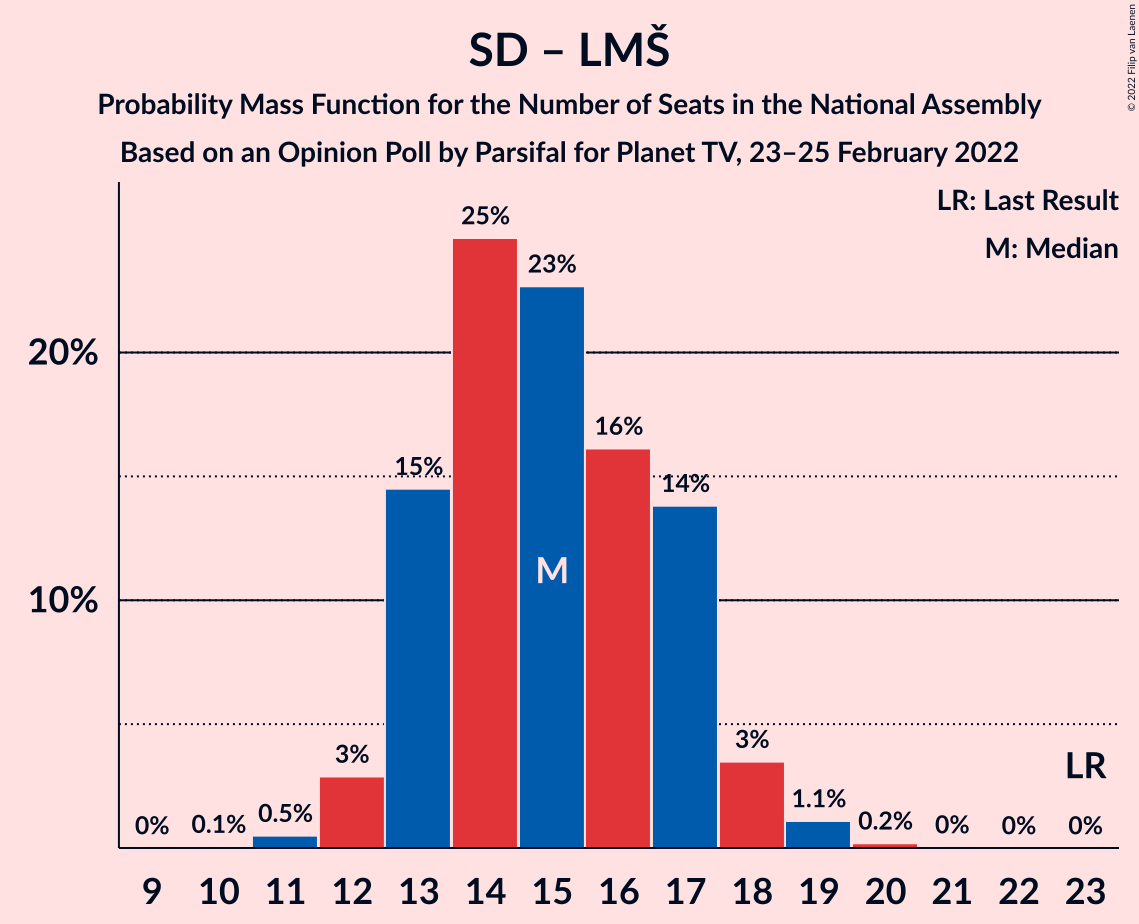 SD – LMŠ
Probability Mass Function for the Number of Seats in the National Assembly
Based on an Opinion Poll by Parsifal for Planet TV, 23–25 February 2022
© 2022 Filip van Laenen
LR: Last Result
M: Median
25%
23%
20%
16%
15%
14%
M
10%
3%
3%
LR
1.1%
0.5%
0.2%
0%
0.1%
0%
0%
0%
9 10 11 12 13 14 15 16 17 18 19 20 21 22 23